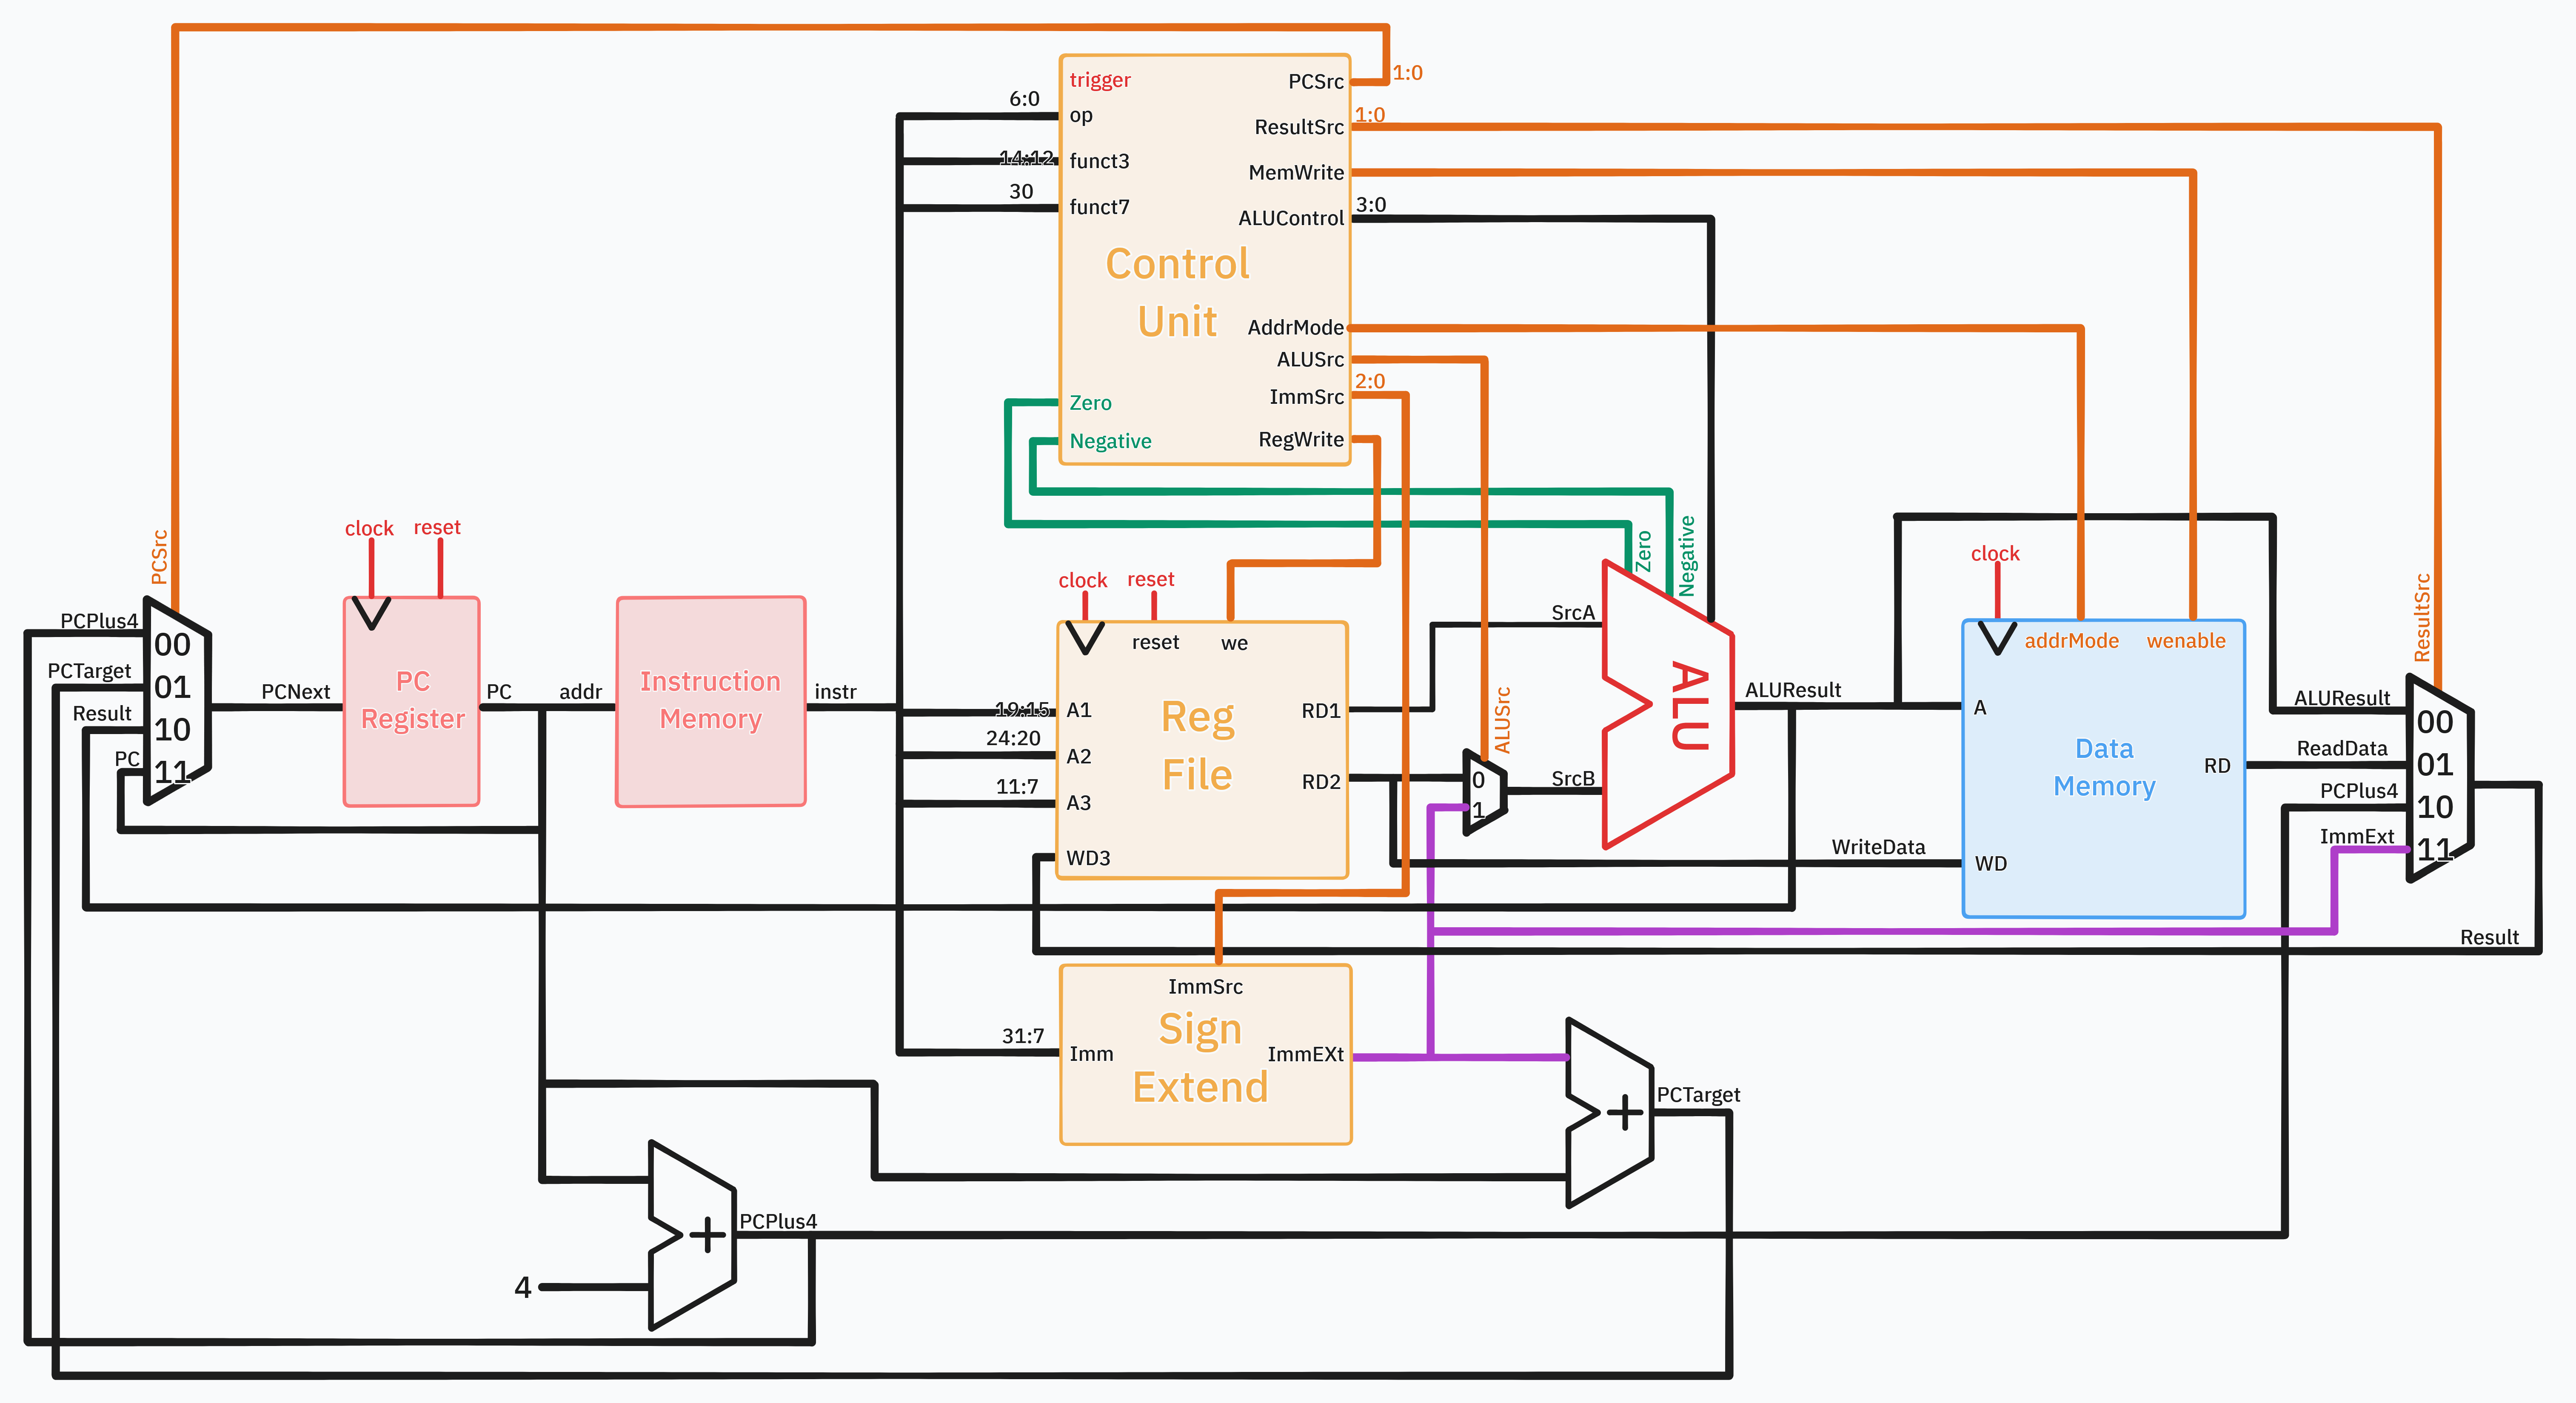 1:0
trigger
PCSrc
6:0
op
1:0
ResultSrc
14:12
funct3
MemWrite
30
funct7
3:0
ALUControl
Control
Unit
AddrMode
ALUSrc
2:0
ImmSrc
Zero
Negative
RegWrite
PCSrc
clock
reset
PCPlus4
00
PCTarget
01
Result
10
PC
11
PCNext
PC
Register
PC
addr
Instruction
Memory
instr
clock
reset
reset
we
19:15
A1
24:20
A2
11:7
A3
WD3
Reg
File
RD1
RD2
Zero
Negative
SrcA
ALUSrc
0
1
SrcB
ALU
ALUResult
WriteData
clock
addrMode
wenable
A
Data
Memory
RD
WD
ResultSrc
ALUResult
00
ReadData
01
PCPlus4
10
ImmExt
11
Result
ImmSrc
31:7
Imm
Sign
Extend
ImmEXt
+
PCTarget
+
PCPlus4
4